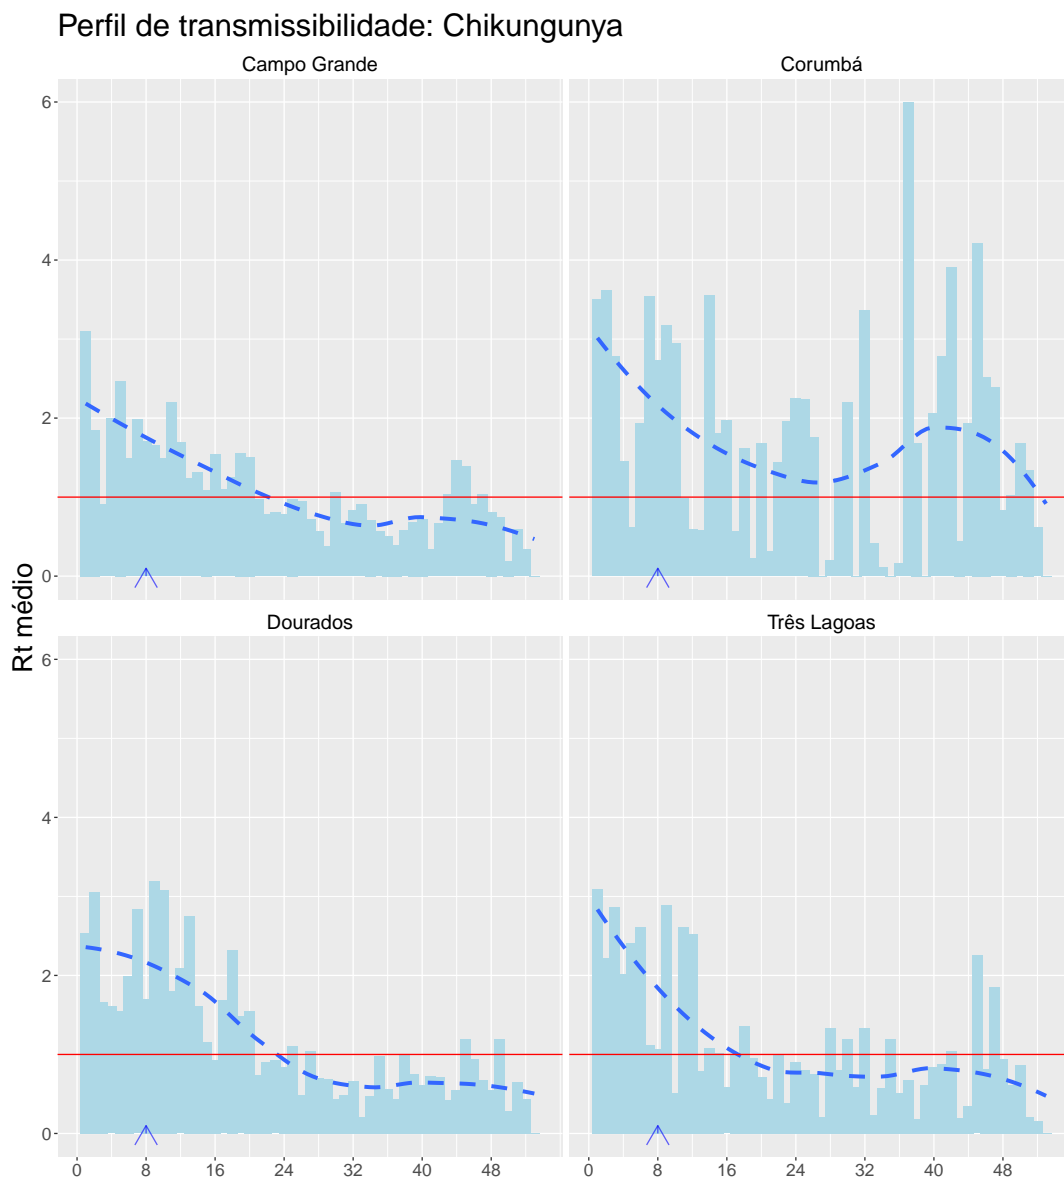 Perfil de transmissibilidade: Chikungunya
Campo Grande
Corumbá
6
4
2
0
Rt médio
Dourados
Três Lagoas
6
4
2
0
0 8 16 24 32 40 48
0 8 16 24 32 40 48